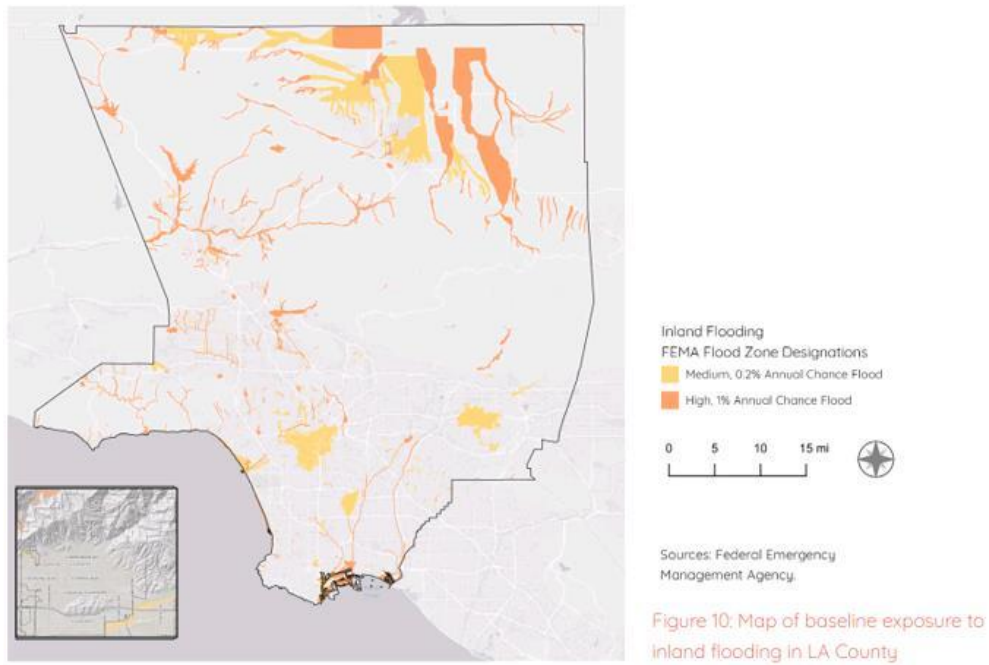 Inland Flooding
FEMA Flood Zone Designations
Medium, 0.2% Annual Chance Flood
High, 1% Annual Chance Flood
0 5 10 15 mi
Sources: Federal Emergency
Management Agency.
Figure 10: Map of baseline exposure to
inland flooding in LA County